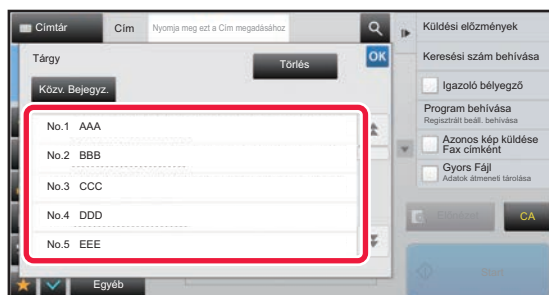 Címtár
Cím
Nyomja meg ezt a Cím megadásához
Küldési előzmények
Tárgy
Törlés
OK
Keresési szám behívása
Közv. Bejegyz.
Igazoló bélyegző
Program behívása
Regisztrált beáll. behívása
No.1 AAA
No.2 BBB
Azonos kép küldése
Fax címként
No.3 CCC
Gyors Fájl
Adatok átmeneti tárolása
No.4 DDD
CA
No.5 EEE
Egyéb